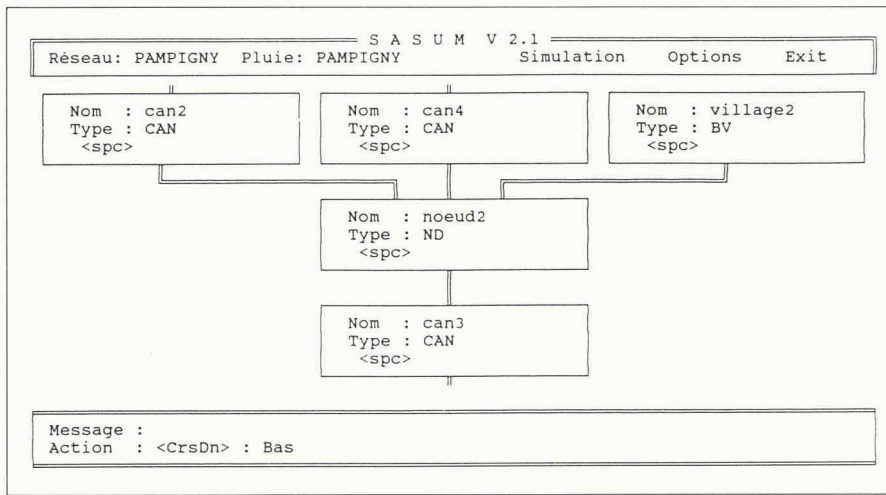 S A S U M V 2.1
Réseau: PAMPIGNY Pluie: PAMPIGNY Simulation Options Exit
Nom : can2
Type : CAN
<spc>
Nom : can4
Type : CAN
<spc>
Nom : village2
Type : BV
<spc>
Nom : noeud2
Type : ND
<spc>
Nom : can3
Type : CAN
<spc>
Message :
Action : <CrsDn> : Bas